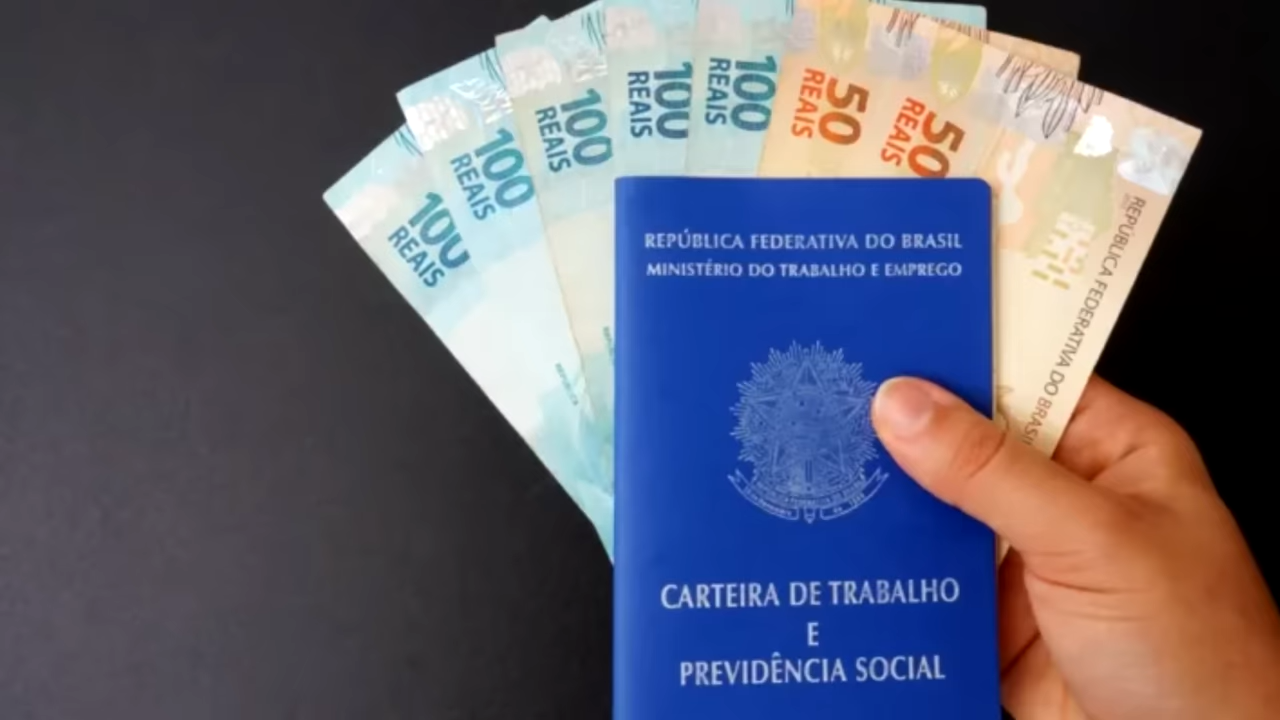 100
REAIS
100
REAIS
100
REAIS
100
REAIS
100
REAIS
50
REAIS
50
REAIS
REPÚBLICA FEDERATIVA DO BRASIL
REPÚBLICA FEDERATIVA DO BRASIL
MINISTÉRIO DO TRABALHO E EMPREGO
CARTEIRA DE TRABALHO
E
PREVIDÊNCIA SOCIAL